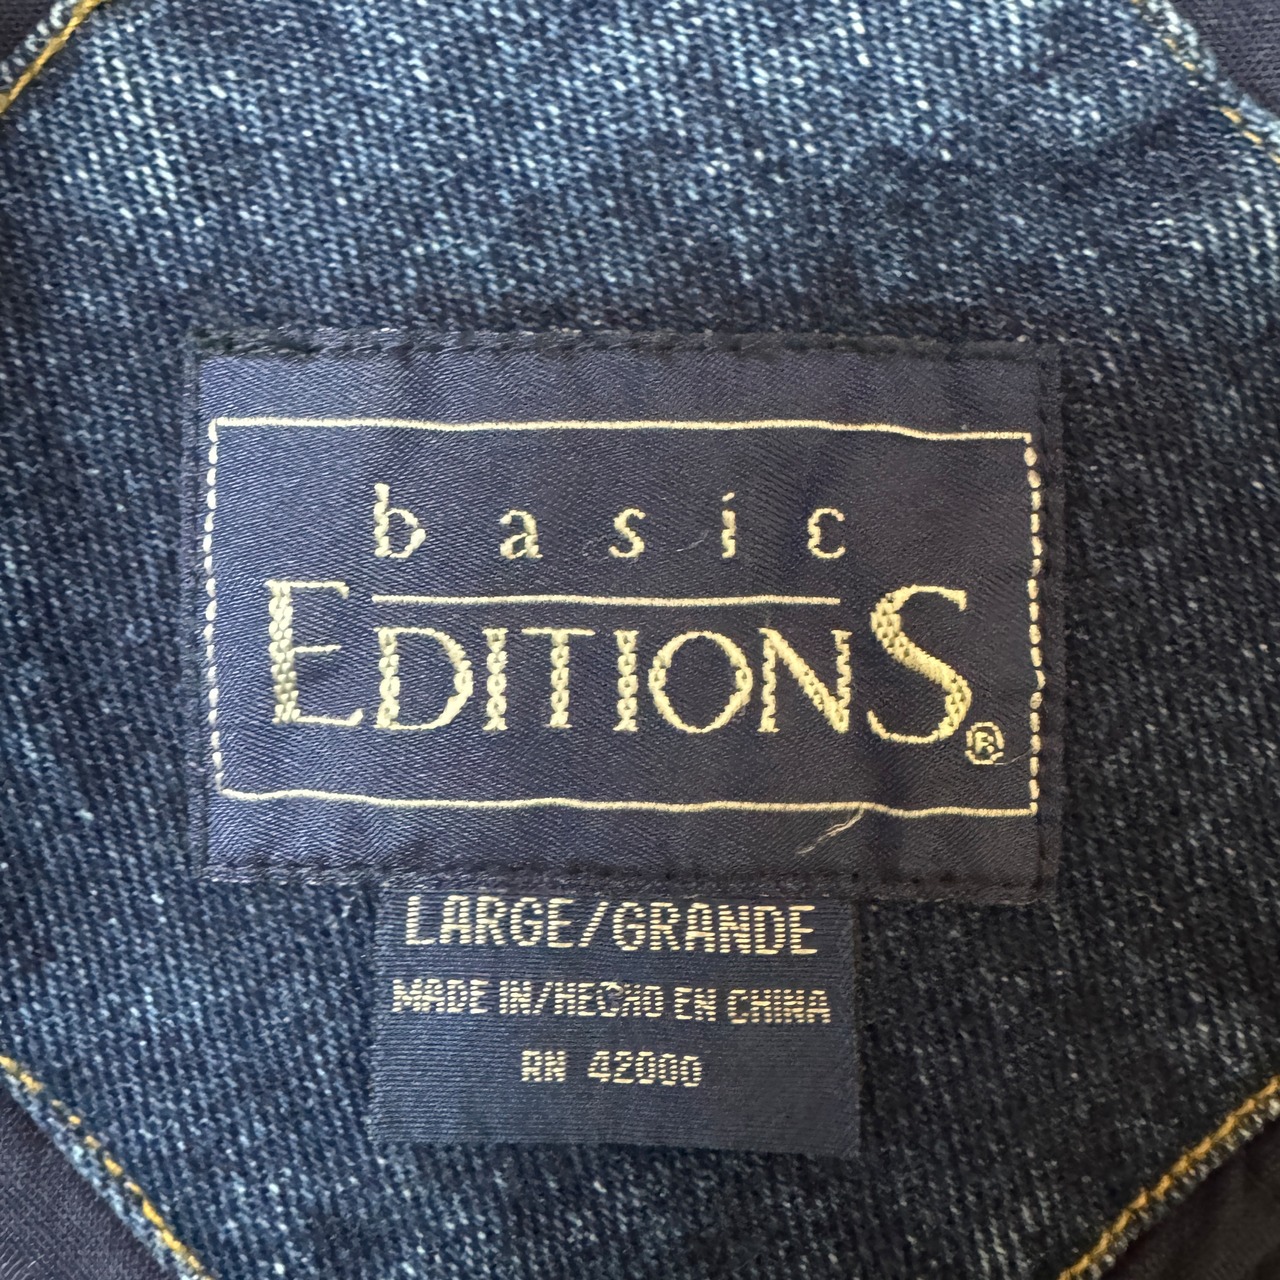 basic
EDITIONS®
LARGE/GRANDE
MADE IN/HECHO EN CHINA
RN 42000